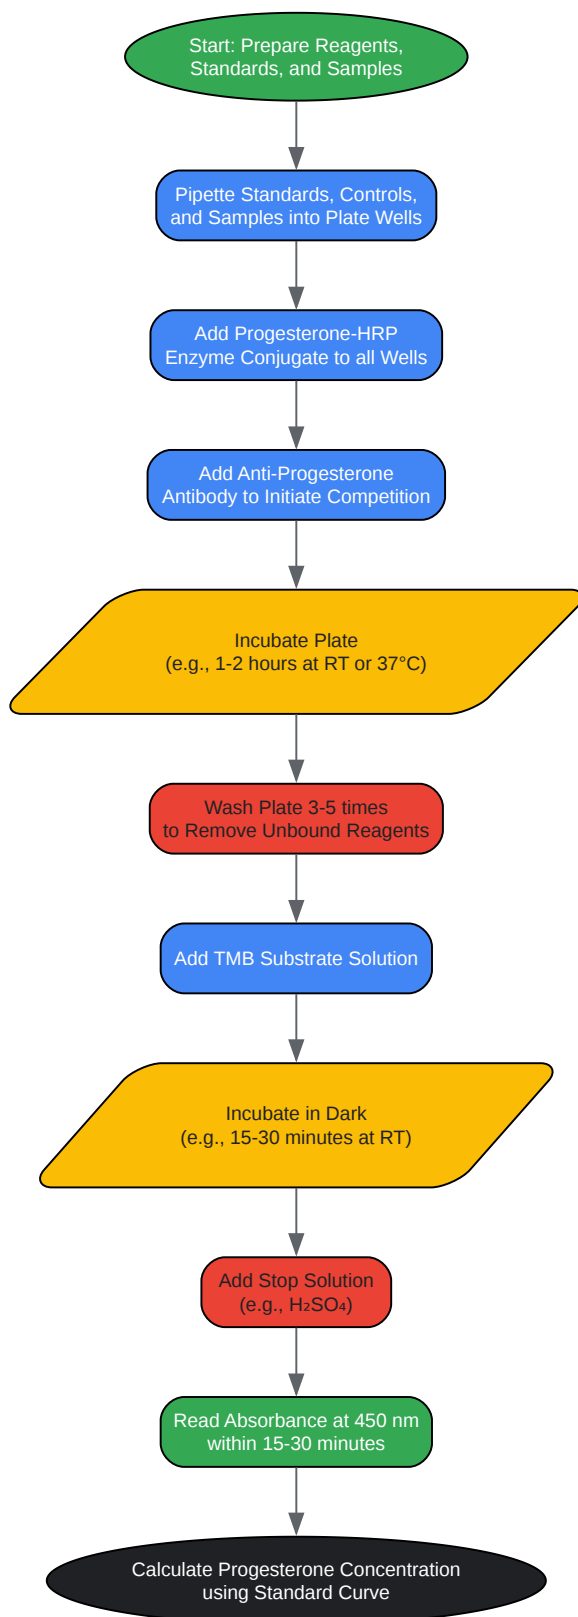 Start: Prepare Reagents,
Standards, and Samples
Pipette Standards, Controls,
and Samples into Plate Wells
Add Progesterone-HRP
Enzyme Conjugate to all Wells
Add Anti-Progesterone
Antibody to Initiate Competition
Incubate Plate
(e.g., 1-2 hours at RT or 37°C)
Wash Plate 3-5 times
to Remove Unbound Reagents
Add TMB Substrate Solution
Incubate in Dark
(e.g., 15-30 minutes at RT)
Add Stop Solution
(e.g., H₂SO₄)
Read Absorbance at 450 nm
within 15-30 minutes
Calculate Progesterone Concentration
using Standard Curve